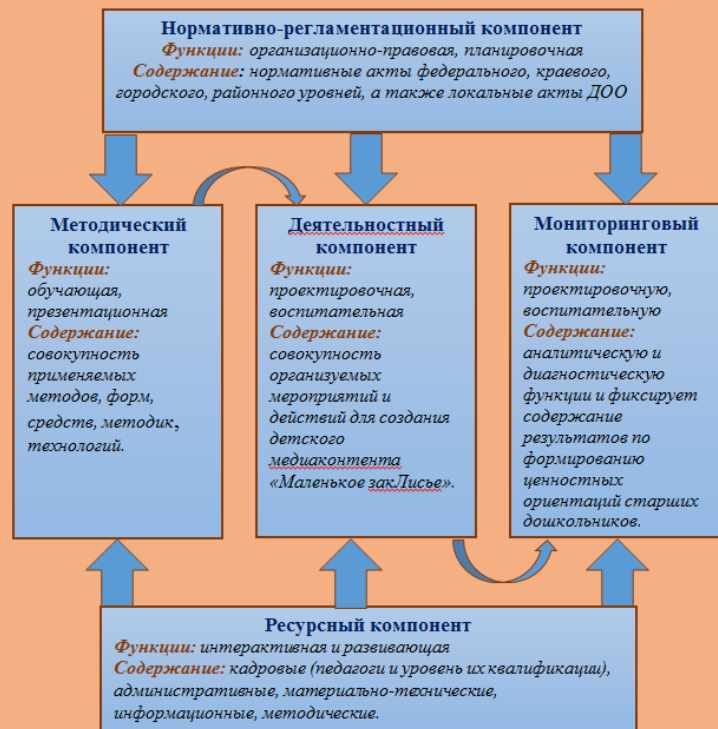 Нормативно-регламентационный компонент
Функции: организационно-правовая, планировочная
Содержание: нормативные акты федерального, краевого,
городского, районного уровней, а также локальные акты ДОО
Методический
компонент
Функции:
обучающая,
презентационная
Содержание:
совокупность
применяемых
методов, форм,
средств, методик,
технологий.
Деятельностный
компонент
Функции:
проектировочная,
воспитательная
Содержание:
совокупность
организуемых
мероприятий и
действий для создания
детского
медиаконтента
«Маленькое закЛисье».
Мониторинговый
компонент
Функции:
проектировочную,
воспитательную
Содержание:
аналитическую и
диагностическую
функции и фиксирует
содержание
результатов по
формированию
ценностных
ориентаций старших
дошкольников.
Ресурсный компонент
Функции: интерактивная и развивающая
Содержание: кадровые (педагоги и уровень их квалификации),
административные, материально-технические,
информационные, методические.